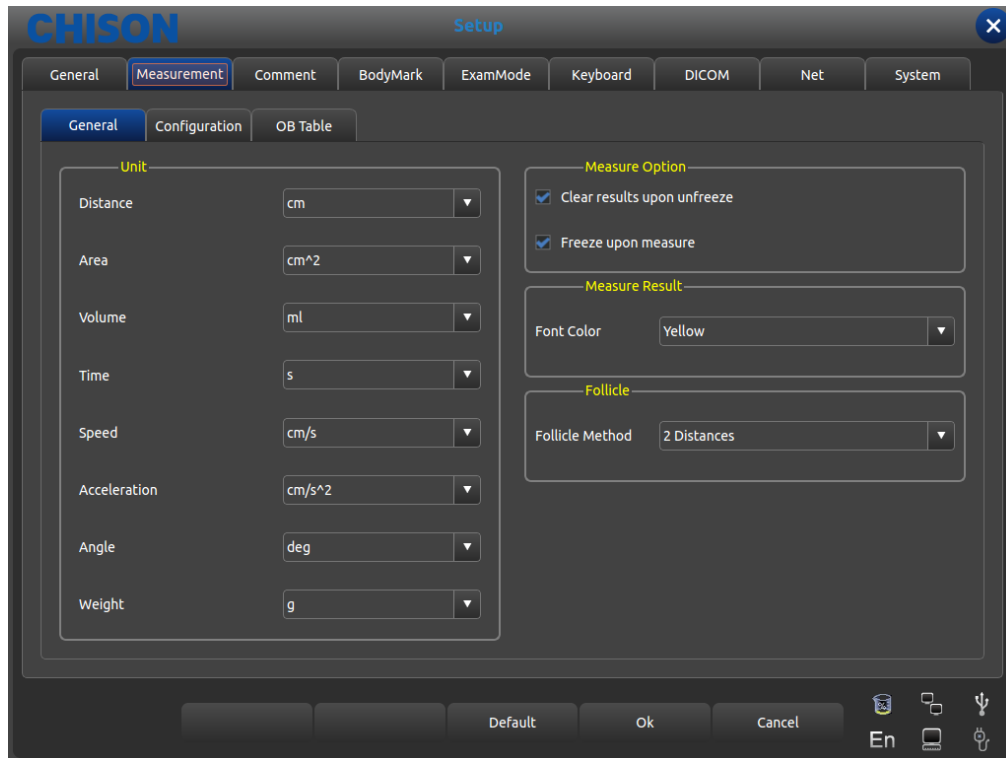 CHISON
Setup
General Measurement Comment BodyMark ExamMode Keyboard DICOM Net System
General Configuration OB Table
Unit
Distance cm
Area cm^2
Volume ml
Time s
Speed cm/s
Acceleration cm/s^2
Angle deg
Weight g
Measure Option
Clear results upon unfreeze
Freeze upon measure
Measure Result
Font Color Yellow
Follicle
Follicle Method 2 Distances
Default Ok Cancel
En